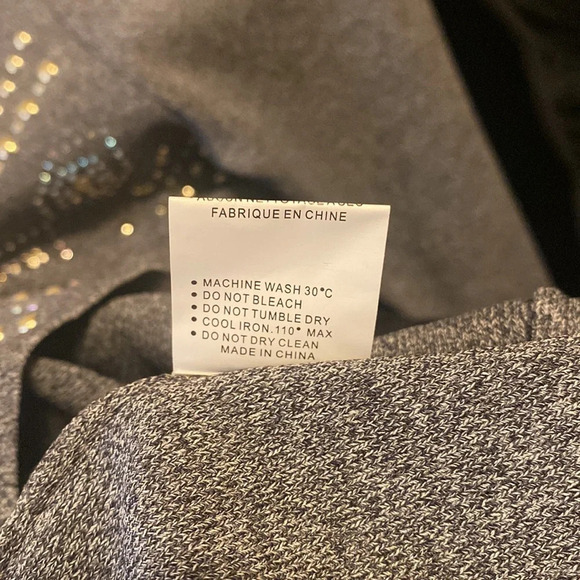 FABRIQUE EN CHINE
• MACHINE WASH 30°C
• DO NOT BLEACH
• DO NOT TUMBLE DRY
• COOL IRON.110° MAX
• DO NOT DRY CLEAN
MADE IN CHINA